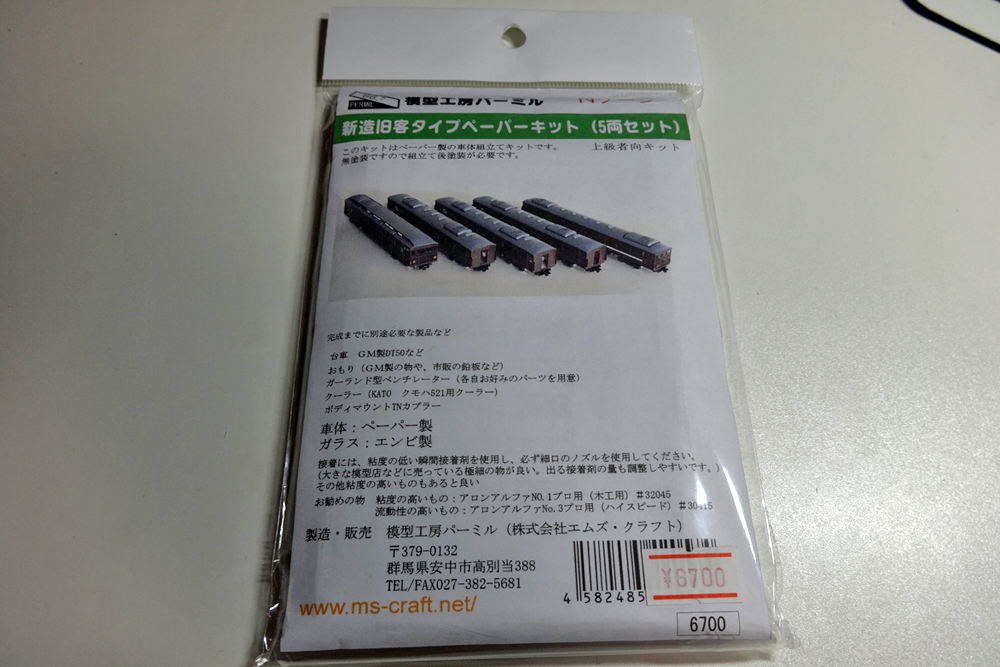 PERMIL 模型工房パーミル
新造旧客タイプペーパーキット (5両セット)
このキットはペーパー製の車体組立てキットです。 上級者向キット
無塗装ですので組立て後塗装が必要です。
完成までに別途必要な製品など
台車 GM製DT50など
おもり(GM製の物や、市販の鉛板など)
ガーランド型ベンチレーター(各自お好みのパーツを用意)
クーラー(KATO クモハ521用クーラー)
ボディマウントTNカプラー
車体:ペーパー製
ガラス:エンビ製
接着には、粘度の低い瞬間接着剤を使用し、必ず細口のノズルを使用してください。
(大きな模型店などに売っている極細の物が良い。出る接着剤の量も調整しやすいです。)
その他粘度の高いものもあると良い
お勧めの物 粘度の高いもの:アロンアルファNO.1プロ用(木工用)#32045
流動性の高いもの:アロンアルファNo.3プロ用(ハイスピード)#30415
製造・販売 模型工房パーミル(株式会社エムズ・クラフト)
〒379-0132
群馬県安中市高別当388
TEL/FAX027-382-5681
www.ms-craft.net/
4 582485
¥6700
6700